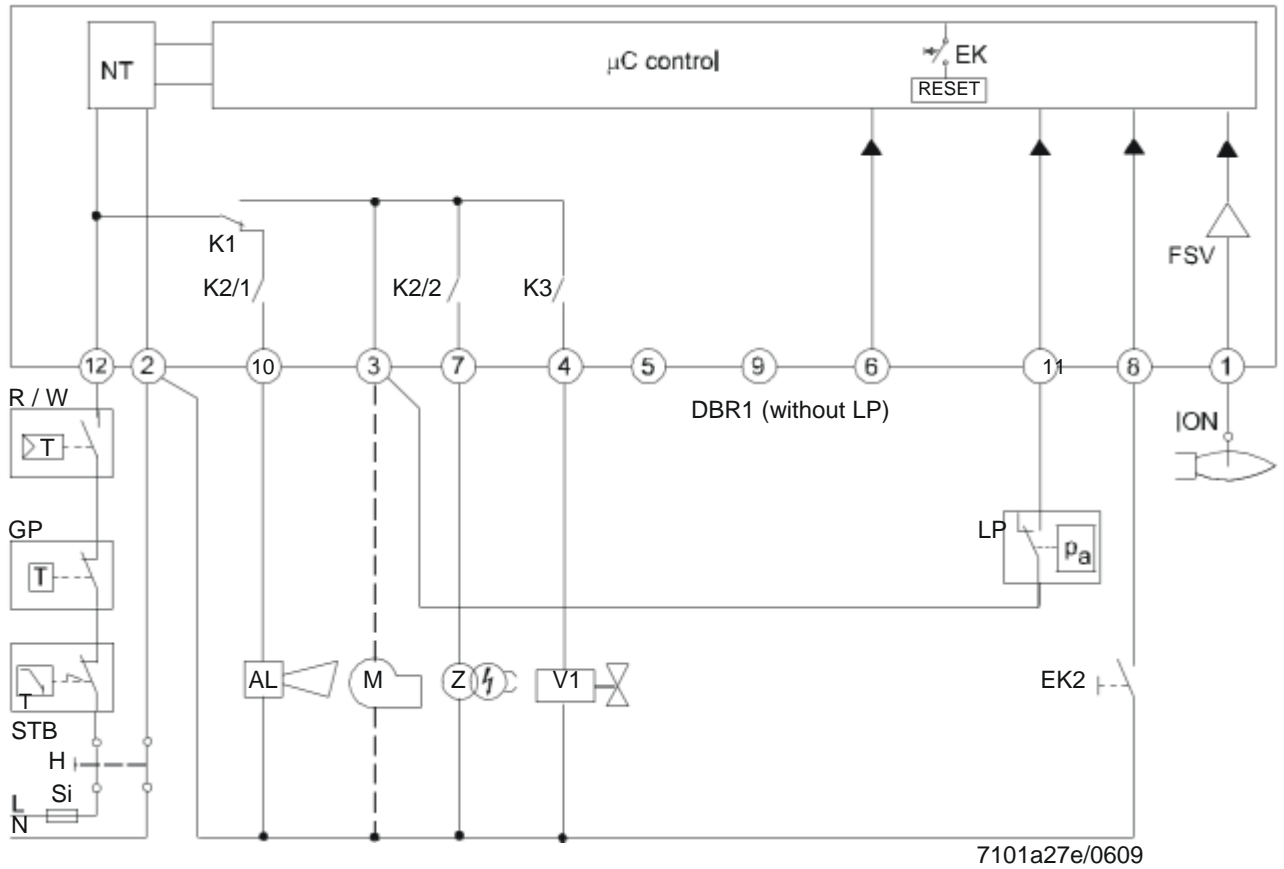 NT
μC control
EK
RESET
FSV
K1
K2/1
K2/2
K3
12
2
10
3
7
4
5
9
6
11
8
1
R / W
DBR1 (without LP)
ION
T
GP
LP
T
pa
AL
M
Z
V1
EK2
T
STB
H
Si
L
N
7101a27e/0609